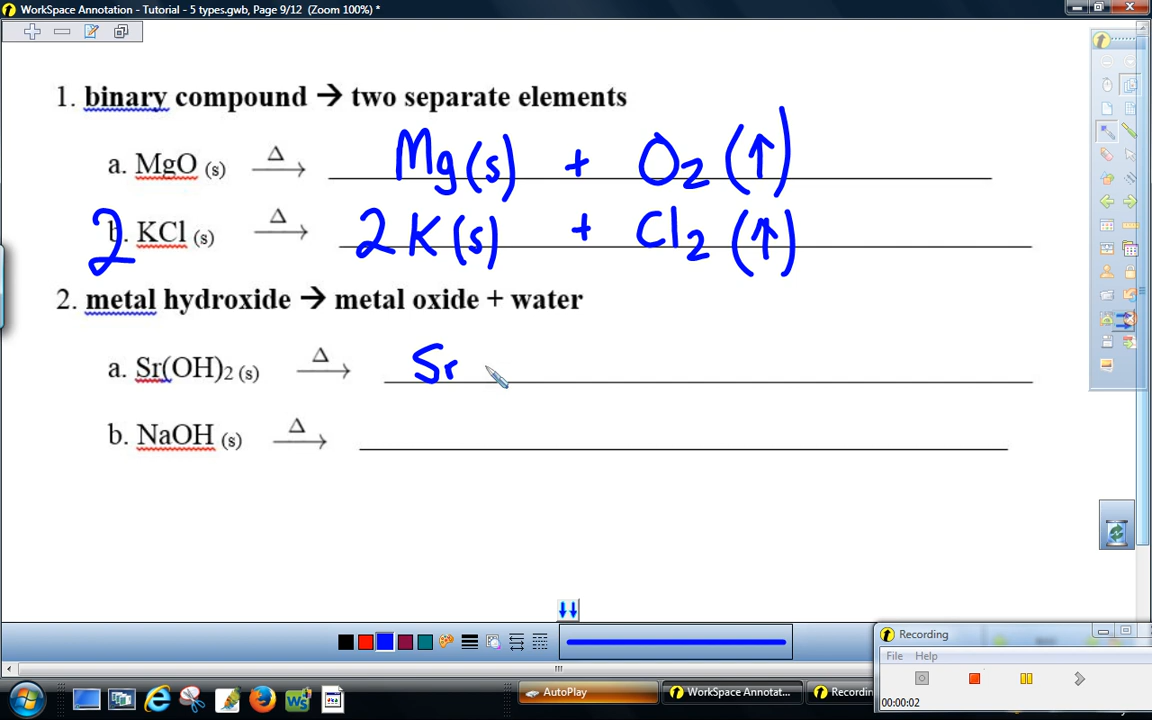 WorkSpace Annotation - Tutorial - 5 types.gwb, Page 9/12 (Zoom 100%) *
1. binary compound → two separate elements
a. MgO (s) Δ→ Mg(s) + O2(↑)
2 b. KCl (s) Δ→ 2K(s) + Cl2(↑)
2. metal hydroxide → metal oxide + water
a. Sr(OH)2 (s) Δ→ Sr
b. NaOH (s) Δ→
Recording
File Help
00:00:02
AutoPlay
WorkSpace Annotat...
Recordin